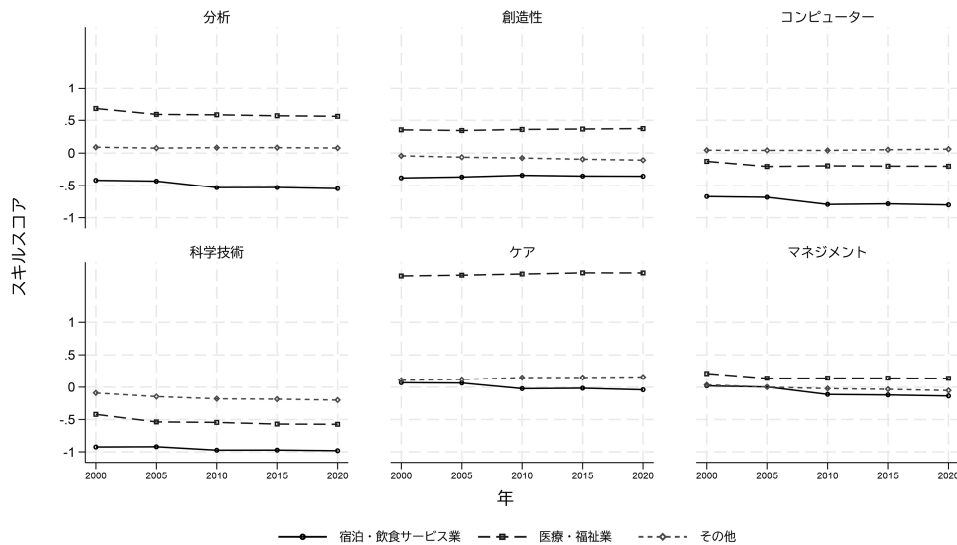 分析 創造性 コンピューター
1
.5
0
-.5
-1
スキルスコア
科学技術 ケア マネジメント
1
.5
0
-.5
-1
2000 2005 2010 2015 2020 2000 2005 2010 2015 2020 2000 2005 2010 2015 2020
年
宿泊・飲食サービス業 医療・福祉業 その他